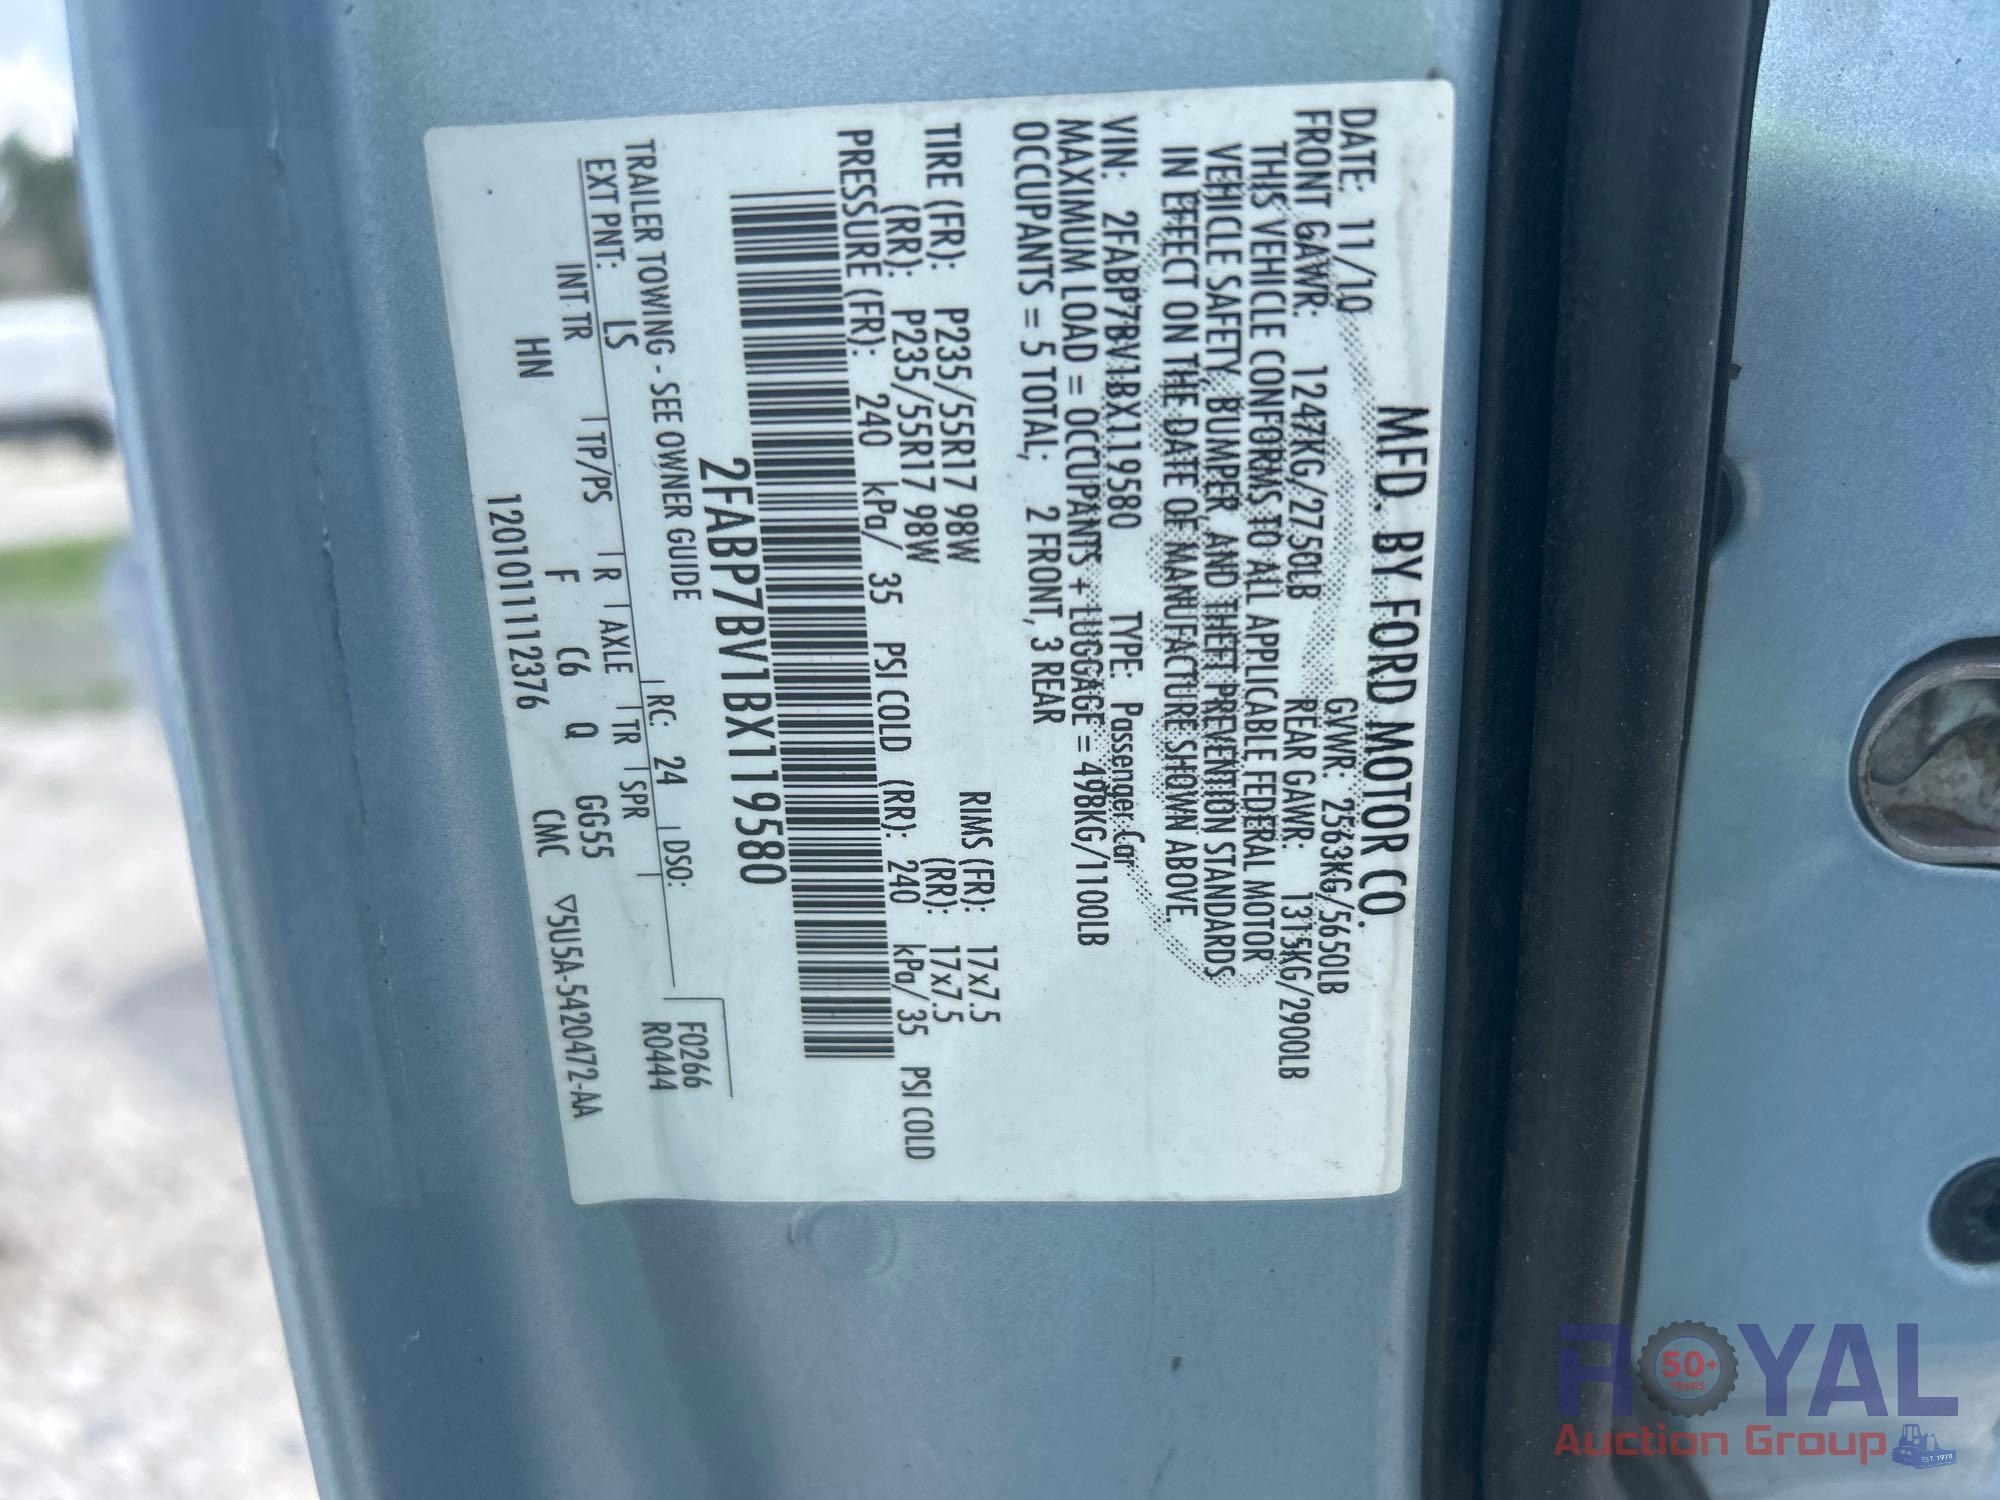 MFD. BY FORD MOTOR CO.
DATE: 11/10 GVWR: 2563KG/5650LB
FRONT GAWR: 1247KG/2750LB REAR GAWR: 1315KG/2900LB
THIS VEHICLE CONFORMS TO ALL APPLICABLE FEDERAL MOTOR
VEHICLE SAFETY, BUMPER, AND THEFT PREVENTION STANDARDS
IN EFFECT ON THE DATE OF MANUFACTURE SHOWN ABOVE.
VIN: 2FABP7BV1BX119580 TYPE: Passenger Car
MAXIMUM LOAD = OCCUPANTS + LUGGAGE = 498KG/1100LB
OCCUPANTS = 5 TOTAL; 2 FRONT, 3 REAR
RIMS (FR): 17x7.5
TIRE (FR): P235/55R17 98W (RR): 17x7.5
(RR): P235/55R17 98W
PRESSURE (FR): 240 kPa/ 35 PSI COLD (RR): 240 kPa/ 35 PSI COLD
2FABP7BV1BX119580
F0266
R0444
TRAILER TOWING - SEE OWNER GUIDE
EXT PNT: LS RC: 24 DSO:
INT TR TP/PS R AXLE TR SPR
HN F C6 Q GG55
12010111112376 CMC ▽5U5A-5420472-AA
ROYAL
50+
YEARS
Auction Group
EST. 1970